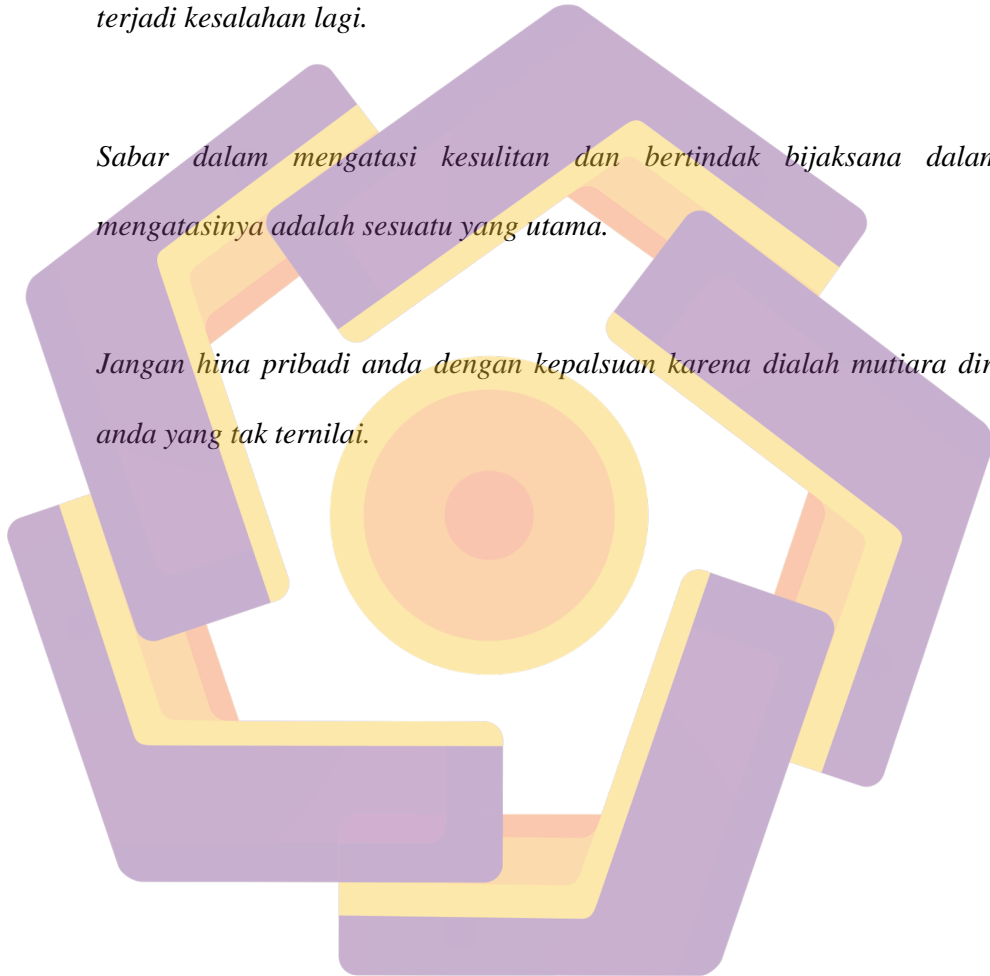 terjadi kesalahan lagi.
Sabar dalam mengatasi kesulitan dan bertindak bijaksana dalam
mengatasinya adalah sesuatu yang utama.
Jangan hina pribadi anda dengan kepalsuan karena dialah mutiara dir
anda yang tak ternilai.